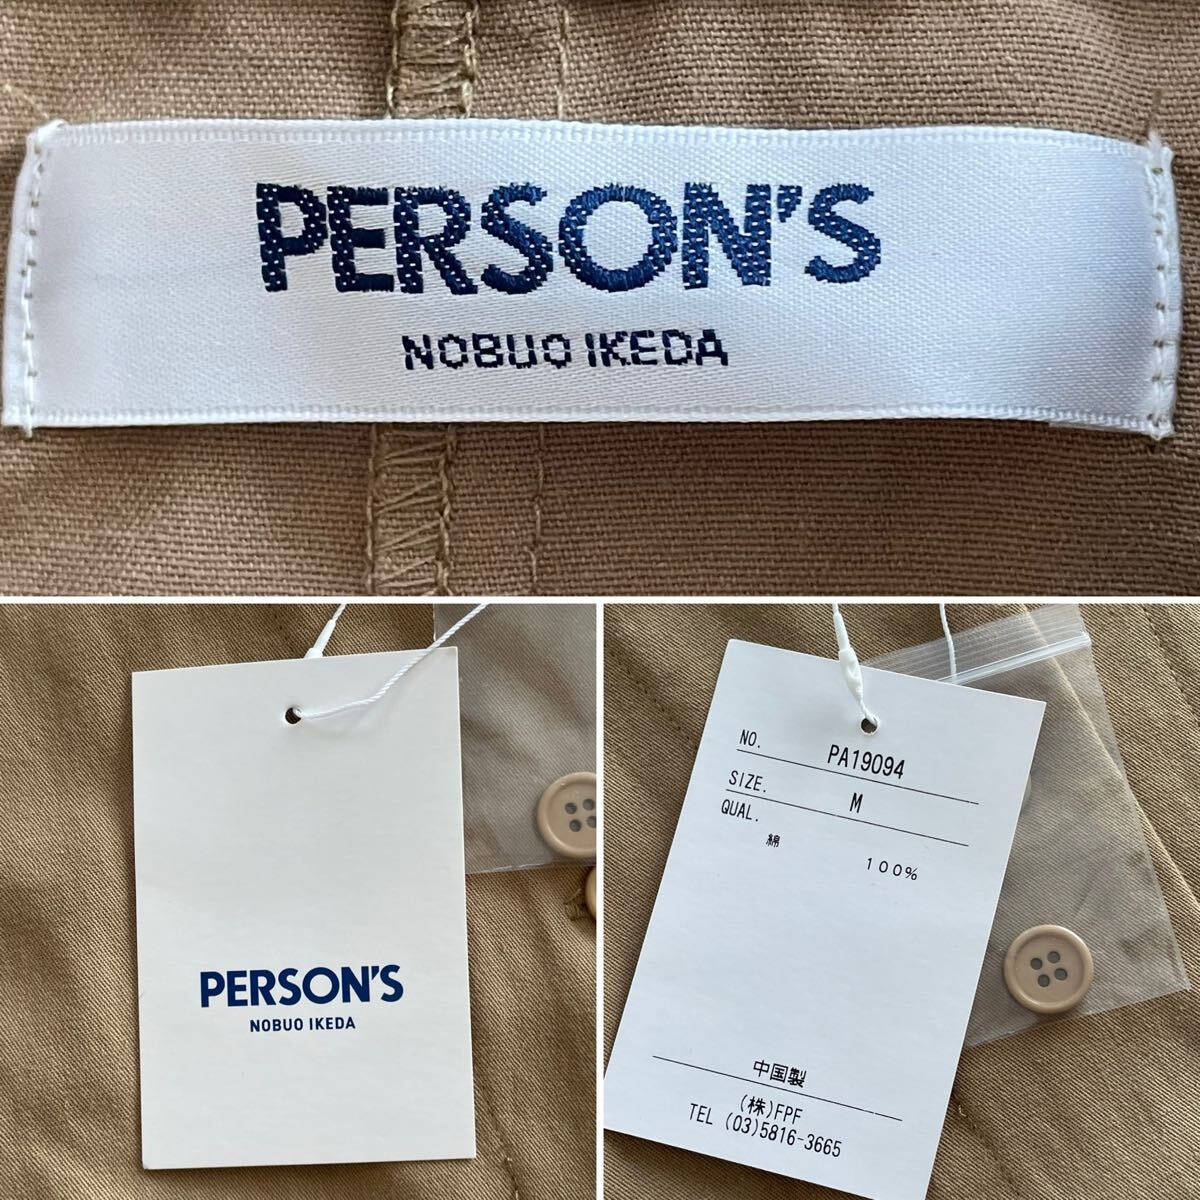 PERSON'S
NOBUO IKEDA
PERSON'S
NOBUO IKEDA
NO. PA19094
SIZE. M
QUAL.
綿 100%
中国製
(株)FPF
TEL (03)5816-3665